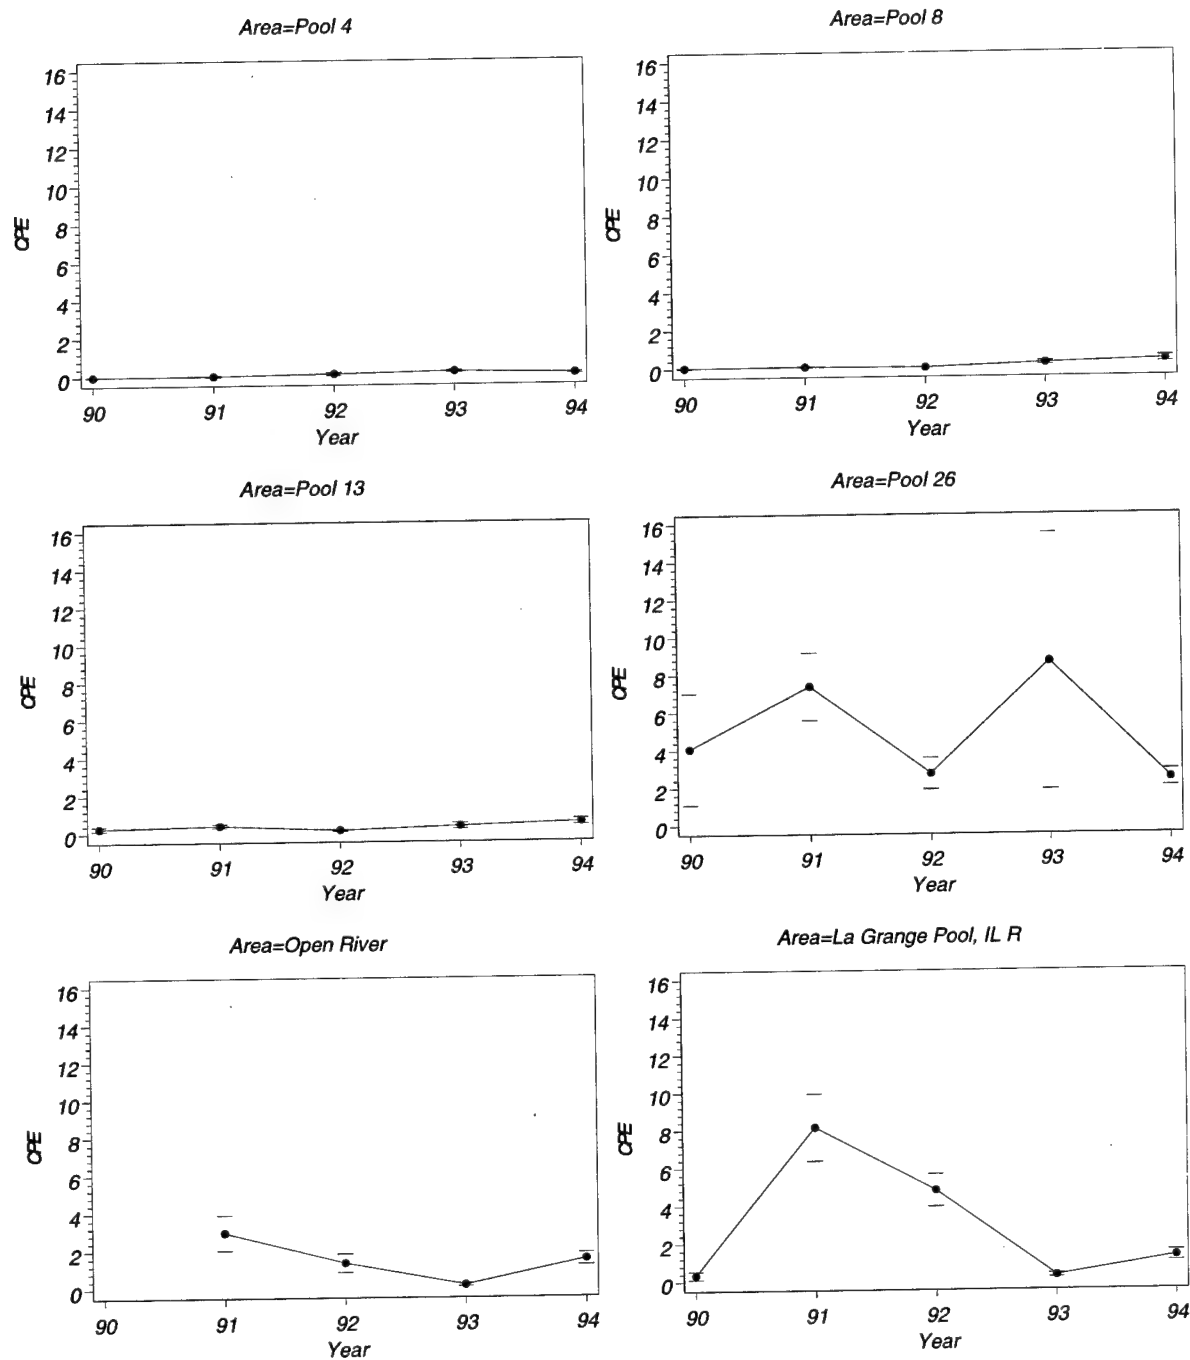 Area=Pool 4
16
14
12
10
8
6
4
2
0
CPE
90 91 92 93 94
Year
Area=Pool 8
16
14
12
10
8
6
4
2
0
CPE
90 91 92 93 94
Year
Area=Pool 13
16
14
12
10
8
6
4
2
0
CPE
90 91 92 93 94
Year
Area=Pool 26
16
14
12
10
8
6
4
2
0
CPE
90 91 92 93 94
Year
Area=Open River
16
14
12
10
8
6
4
2
0
CPE
90 91 92 93 94
Year
Area=La Grange Pool, IL R
16
14
12
10
8
6
4
2
0
CPE
90 91 92 93 94
Year